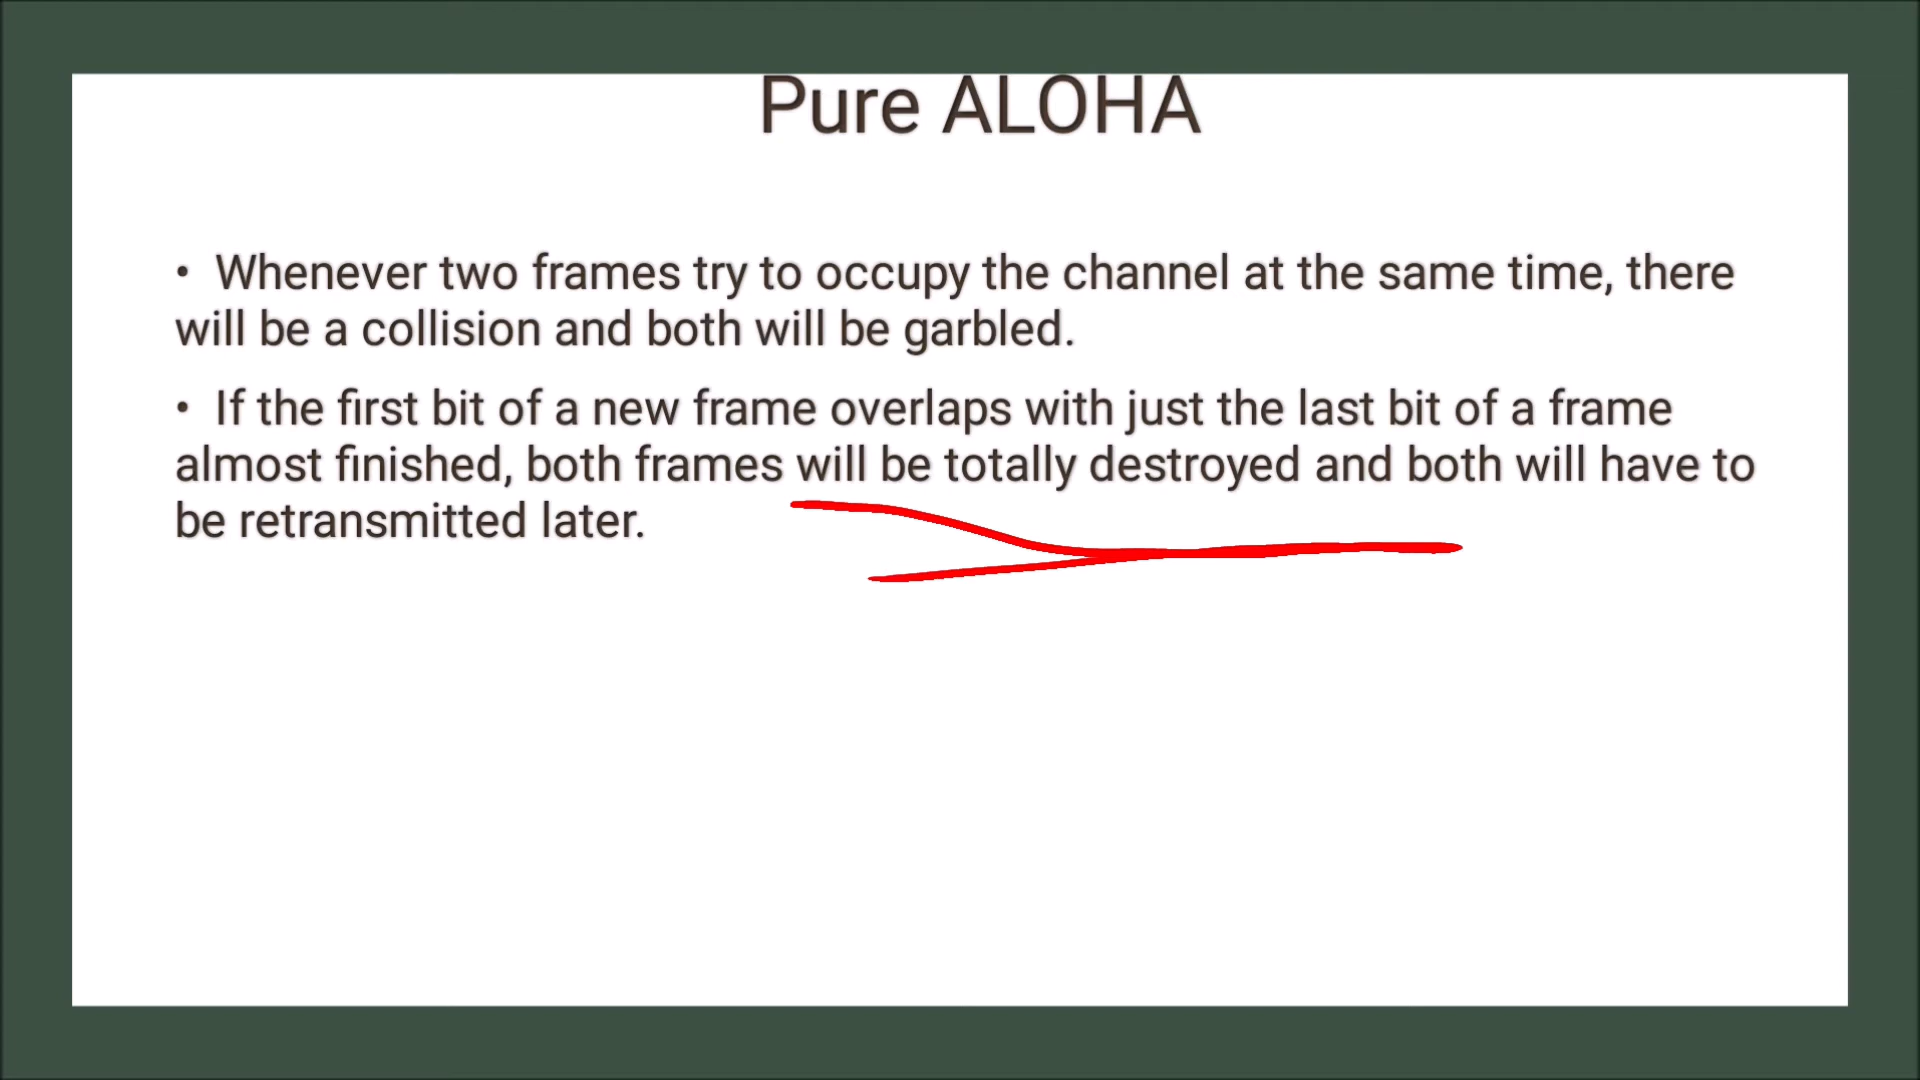 Pure ALOHA
• Whenever two frames try to occupy the channel at the same time, there
will be a collision and both will be garbled.
• If the first bit of a new frame overlaps with just the last bit of a frame
almost finished, both frames will be totally destroyed and both will have to
be retransmitted later.